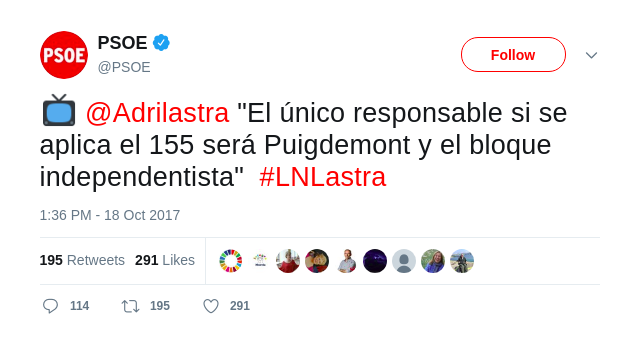 PSOE
PSOE
@PSOE
Follow
@Adrilastra "El único responsable si se
aplica el 155 será Puigdemont y el bloque
independentista" #LNLastra
1:36 PM - 18 Oct 2017
195 Retweets 291 Likes
114 195 291